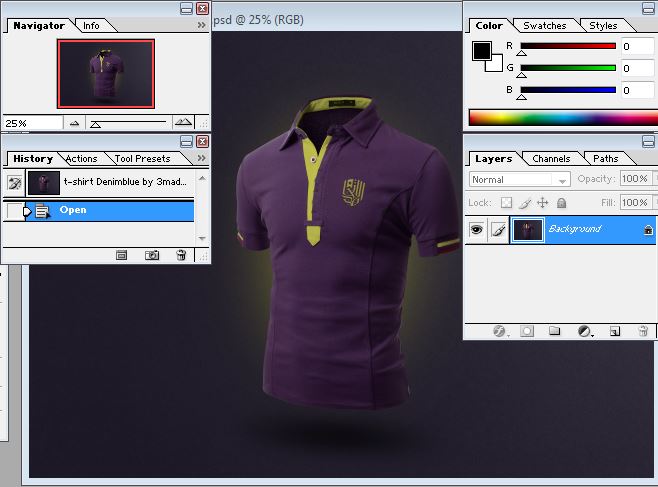 Navigator
Info
25%
psd @ 25% (RGB)
Color
Swatches
Styles
R
0
G
0
B
0
History
Actions
Tool Presets
t-shirt Denimblue by 3mad...
Open
Layers
Channels
Paths
Normal
Opacity: 100%
Lock:
Fill: 100%
Background